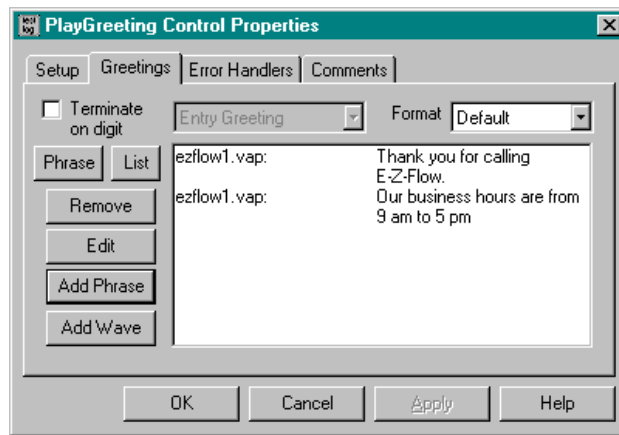 PlayGreeting Control Properties
Setup Greetings Error Handlers Comments
Terminate on digit
Entry Greeting
Format Default
Phrase List
Remove
Edit
Add Phrase
Add Wave
ezflow1.vap: Thank you for calling
E-Z-Flow.
ezflow1.vap: Our business hours are from
9 am to 5 pm
OK Cancel Apply Help